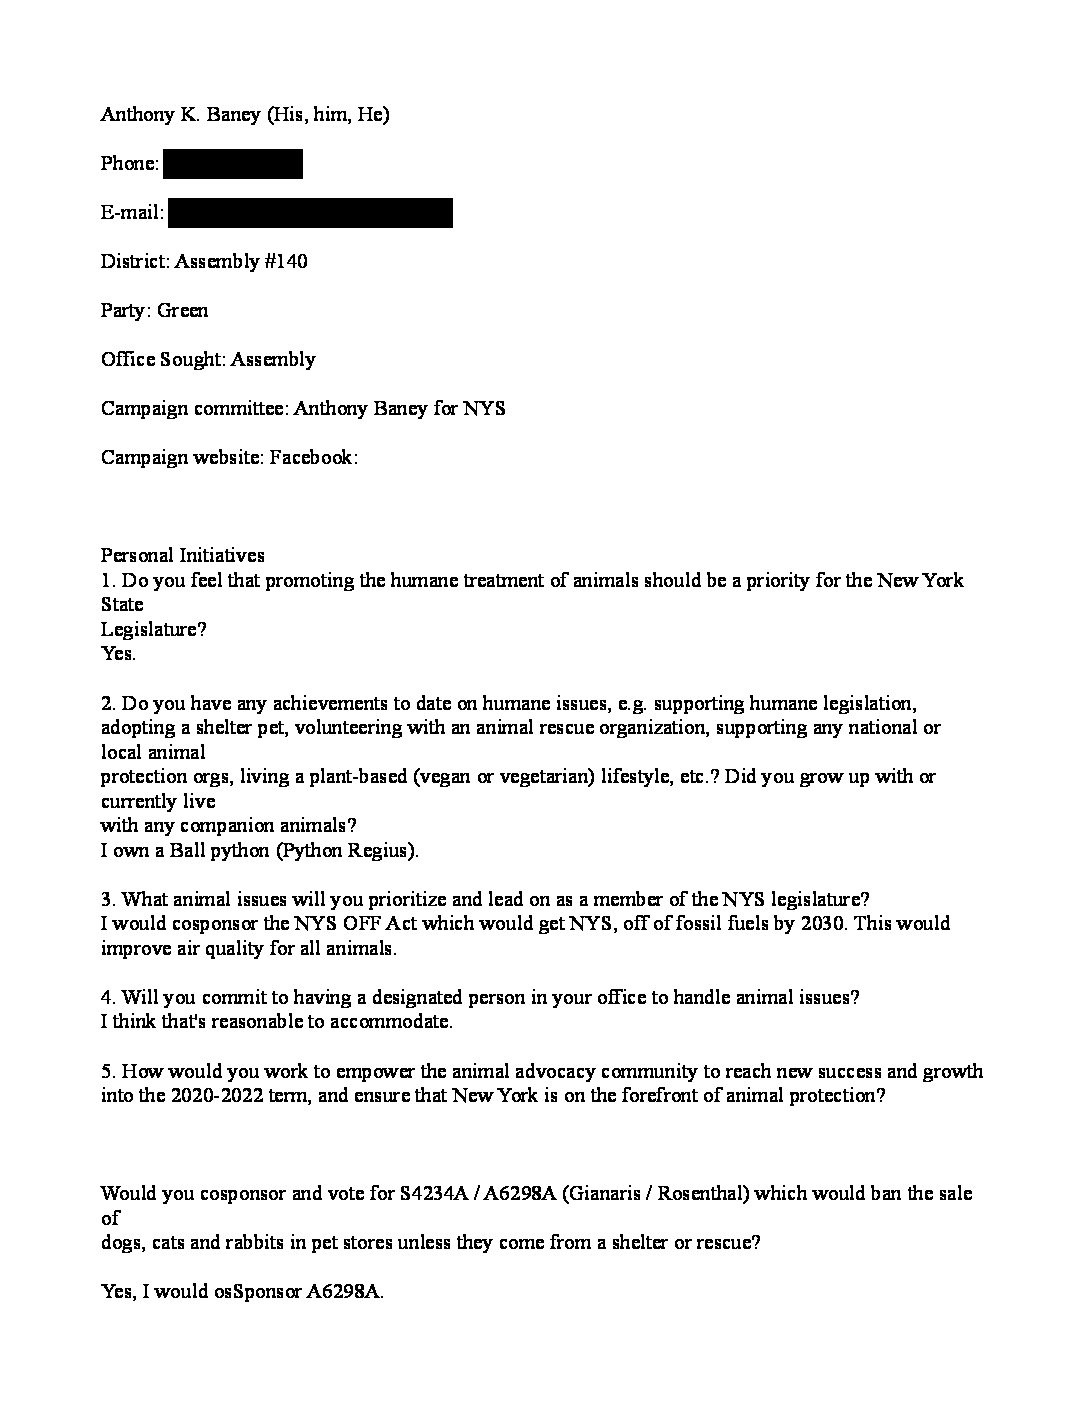 Anthony K. Baney (His, him, He)
Phone:
E-mail:
District: Assembly #140
Party: Green
Office Sought: Assembly
Campaign committee: Anthony Baney for NYS
Campaign website: Facebook:
Personal Initiatives
1. Do you feel that promoting the humane treatment of animals should be a priority for the New York
State
Legislature?
Yes.
2. Do you have any achievements to date on humane issues, e.g. supporting humane legislation,
adopting a shelter pet, volunteering with an animal rescue organization, supporting any national or
local animal
protection orgs, living a plant-based (vegan or vegetarian) lifestyle, etc.? Did you grow up with or
currently live
with any companion animals?
I own a Ball python (Python Regius).
3. What animal issues will you prioritize and lead on as a member of the NYS legislature?
I would cosponsor the NYS OFF Act which would get NYS, off of fossil fuels by 2030. This would
improve air quality for all animals.
4. Will you commit to having a designated person in your office to handle animal issues?
I think that's reasonable to accommodate.
5. How would you work to empower the animal advocacy community to reach new success and growth
into the 2020-2022 term, and ensure that New York is on the forefront of animal protection?
Would you cosponsor and vote for S4234A / A6298A (Gianaris / Rosenthal) which would ban the sale
of
dogs, cats and rabbits in pet stores unless they come from a shelter or rescue?
Yes, I would osSponsor A6298A.